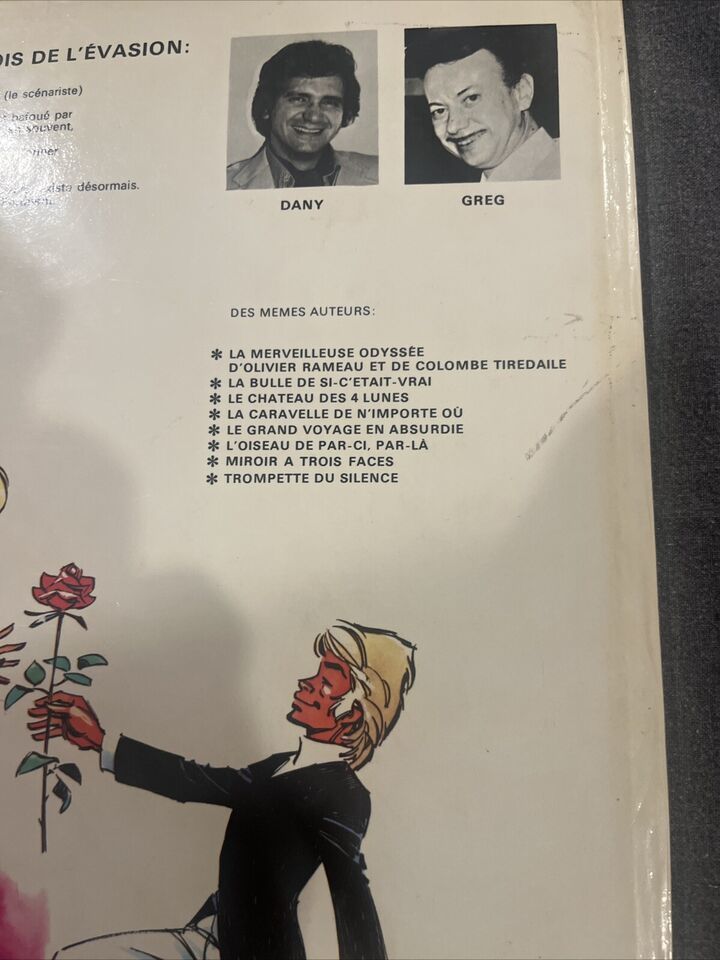 DE L'ÉVASION:
(le scénariste)
bafoué par
souvent,
désormais.
DANY
GREG
DES MEMES AUTEURS:
* LA MERVEILLEUSE ODYSSÉE
D'OLIVIER RAMEAU ET DE COLOMBE TIREDAILE
* LA BULLE DE SI-C'ETAIT-VRAI
* LE CHATEAU DES 4 LUNES
* LA CARAVELLE DE N'IMPORTE OÙ
* LE GRAND VOYAGE EN ABSURDIE
* L'OISEAU DE PAR-CI, PAR-LÀ
* MIROIR A TROIS FACES
* TROMPETTE DU SILENCE